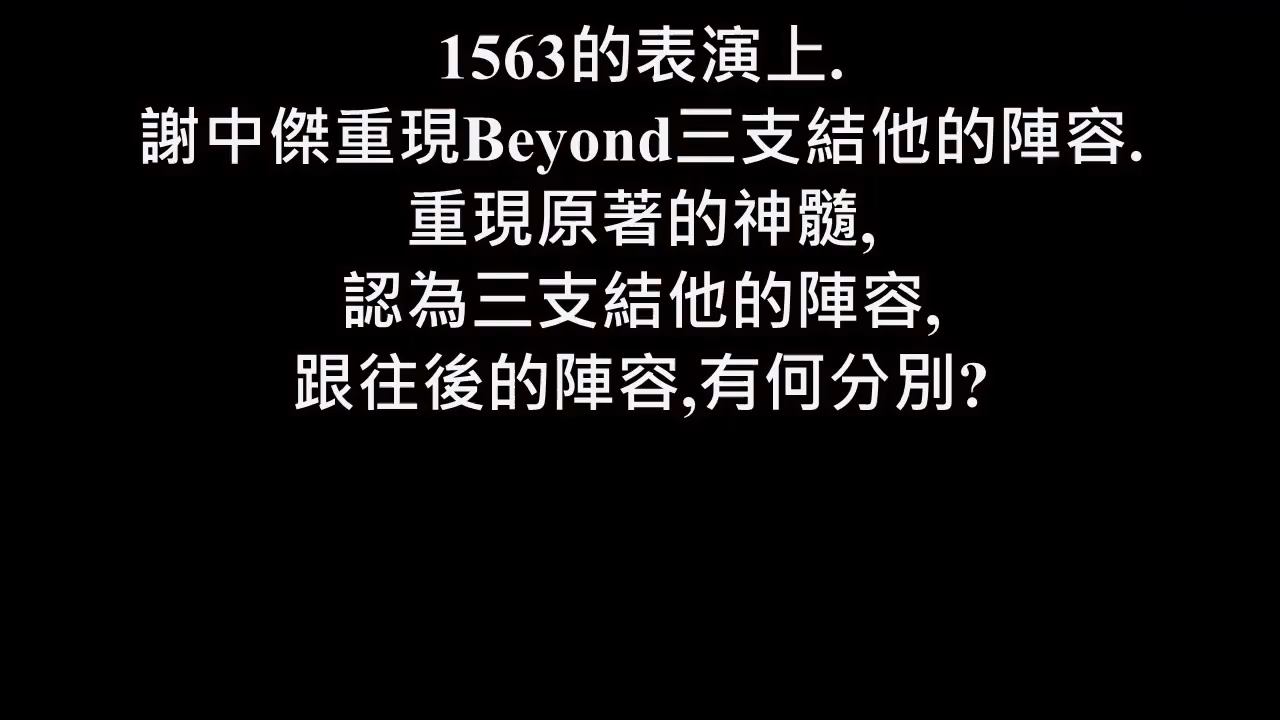 1563的表演上.
謝中傑重現Beyond三支結他的陣容.
重現原著的神髓,
認為三支結他的陣容,
跟往後的陣容,有何分別?